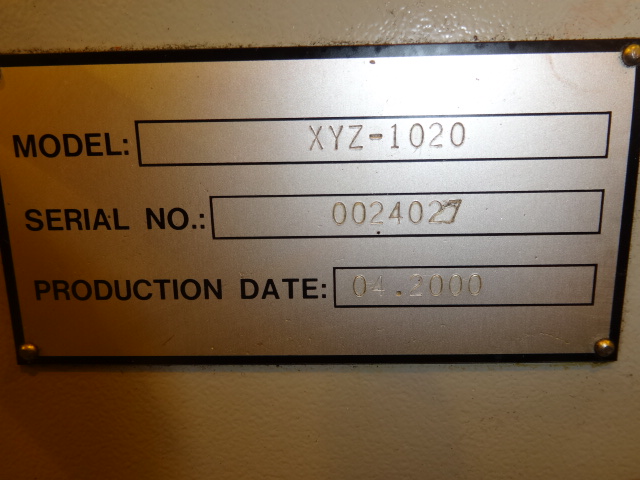 MODEL: XYZ-1020
SERIAL NO.: 0024027
PRODUCTION DATE: 04.2000